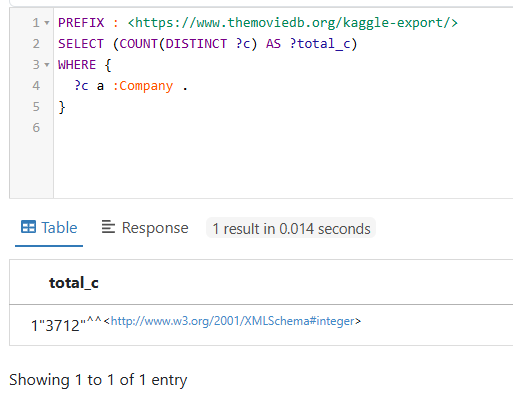 1 PREFIX : <https://www.themoviedb.org/kaggle-export/>
2 SELECT (COUNT(DISTINCT ?c) AS ?total_c)
3 WHERE {
4 ?c a :Company .
5 }
6
Table Response 1 result in 0.014 seconds
total_c
1 "3712"^^<http://www.w3.org/2001/XMLSchema#integer>
Showing 1 to 1 of 1 entry